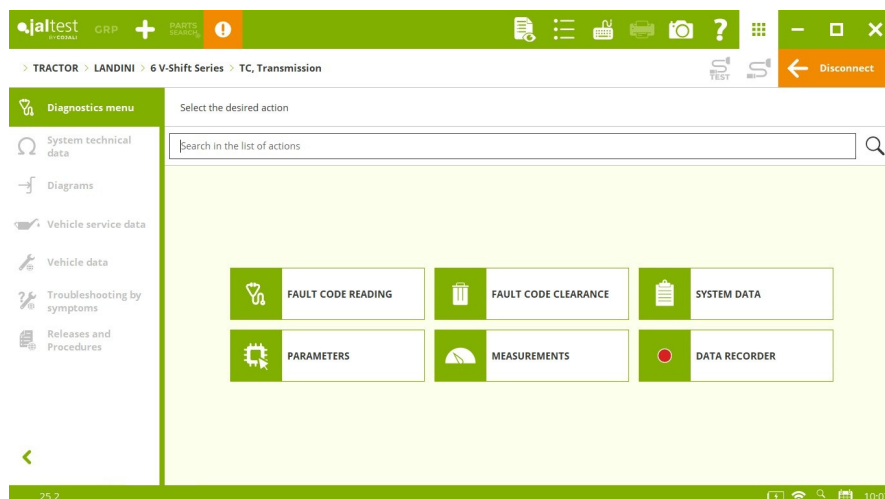 jaltest GRP PARTS SEARCH
BY COJALI
TRACTOR > LANDINI > 6 V-Shift Series > TC, Transmission
TEST
Disconnect
Diagnostics menu
Select the desired action
System technical data
Search in the list of actions
Diagrams
Vehicle service data
Vehicle data
Troubleshooting by symptoms
Releases and Procedures
FAULT CODE READING
FAULT CODE CLEARANCE
SYSTEM DATA
PARAMETERS
MEASUREMENTS
DATA RECORDER
25.2